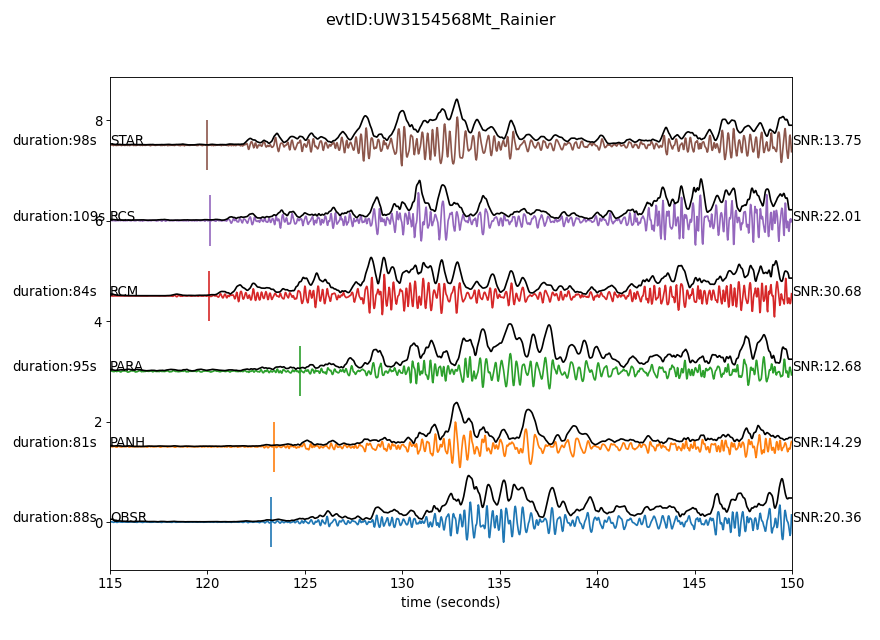 evtID:UW3154568Mt_Rainier
8
duration:98s STAR SNR:13.75
duration:109s RCS SNR:22.01
6
duration:84s RCM SNR:30.68
4
duration:95s PARA SNR:12.68
2
duration:81s PANH SNR:14.29
duration:88s OBSR SNR:20.36
0
115 120 125 130 135 140 145 150
time (seconds)